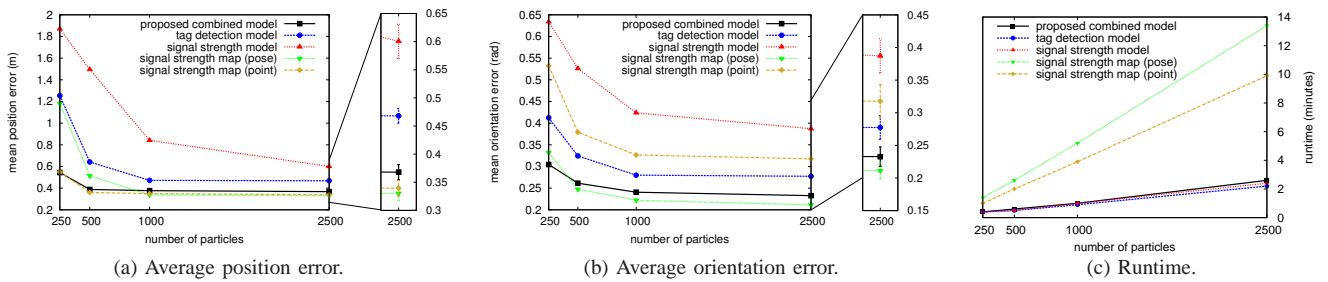 proposed combined model
tag detection model
signal strength model
signal strength map (pose)
signal strength map (point)
mean position error (m)
2
1.8
1.6
1.4
1.2
1
0.8
0.6
0.4
0.2
250 500 1000 2500
number of particles
0.65
0.6
0.55
0.5
0.45
0.4
0.35
0.3
2500
(a) Average position error.
proposed combined model
tag detection model
signal strength model
signal strength map (pose)
signal strength map (point)
mean orientation error (rad)
0.65
0.6
0.55
0.5
0.45
0.4
0.35
0.3
0.27
0.2
0.15
250 500 1000 2500
number of particles
0.45
0.4
0.35
0.3
0.25
0.2
0.15
2500
(b) Average orientation error.
proposed combined model
tag detection model
signal strength model
signal strength map (pose)
signal strength map (point)
14
12
10
8
6
4
2
0
runtime (minutes)
250 500 1000 2500
number of particles
(c) Runtime.